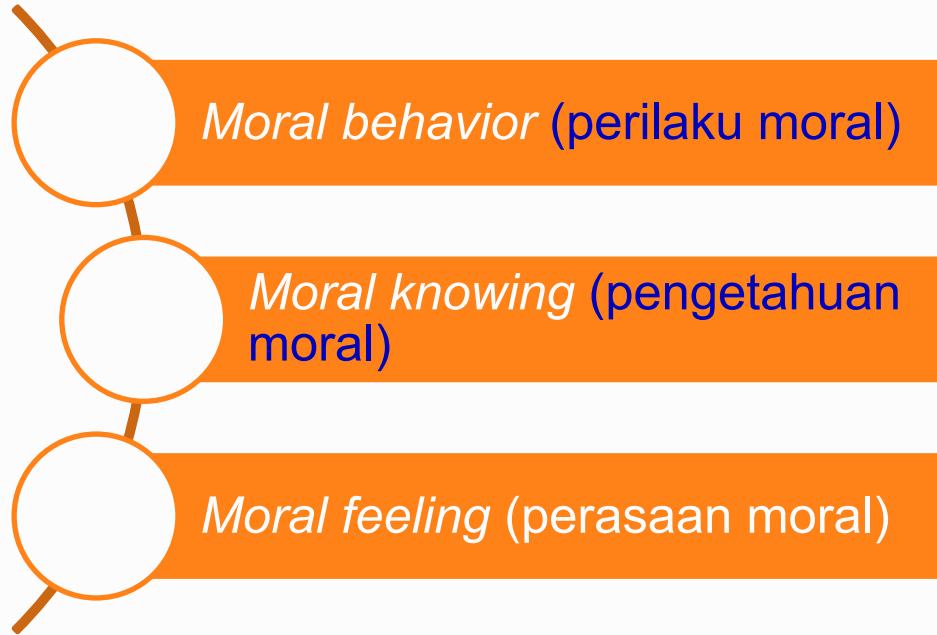 Moral behavior (perilaku moral)
Moral knowing (pengetahuan
moral)
Moral feeling (perasaan moral)